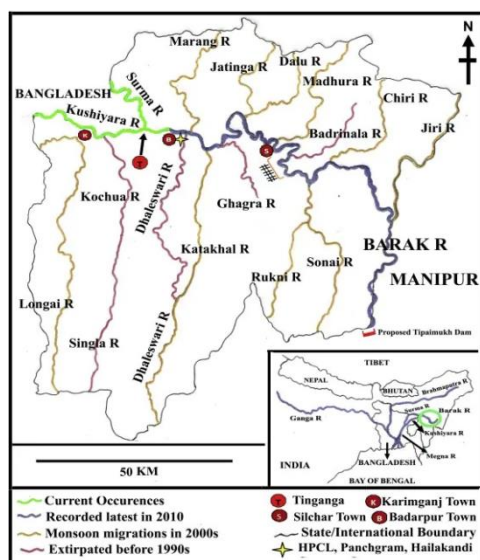 N
Marang R
Jatinga R
Dalu R
Madhura R
Surma R
BANGLADESH
Kushiyara R
Chiri R
Jiri R
Badrinala R
K
B
S
T
Kochua R
Dhaleswari R
Ghagra R
Katakhal R
BARAK R
MANIPUR
Rukni R
Sonai R
Longai R
Singla R
Dhaleswari R
Proposed Tipaimukh Dam
TIBET
NEPAL
BHUTAN
Brahmaputra R
Ganga R
Surma R
Barak R
Kushiyara R
Megna R
INDIA
BANGLADESH
BAY OF BENGAL
50 KM
Current Occurences
Recorded latest in 2010
Monsoon migrations in 2000s
Extirpated before 1990s
T Tinganga
K Karimganj Town
S Silchar Town
B Badarpur Town
State/International Boundary
HPCL, Panchgram, Hailakandi